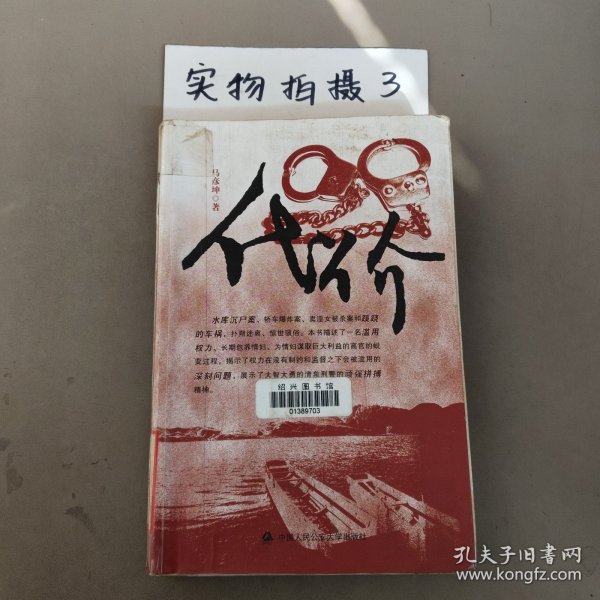 实物拍摄3
马彦坤◎著
代价
水库沉尸案、轿车爆炸案、卖淫女被杀案和蹊跷
的车祸，扑朔迷离、惊世骇俗。本书描述了一名滥用
权力、长期包养情妇、为情妇谋取巨大利益的高官的蜕
变过程，揭示了权力在没有制约和监督之下会被滥用的
深刻问题，展示了大智大勇的清泉刑警的顽强拼搏
精神。
绍兴图书馆
01389703
中国人民公安大学出版社
孔夫子旧书网
www.kongfz.com